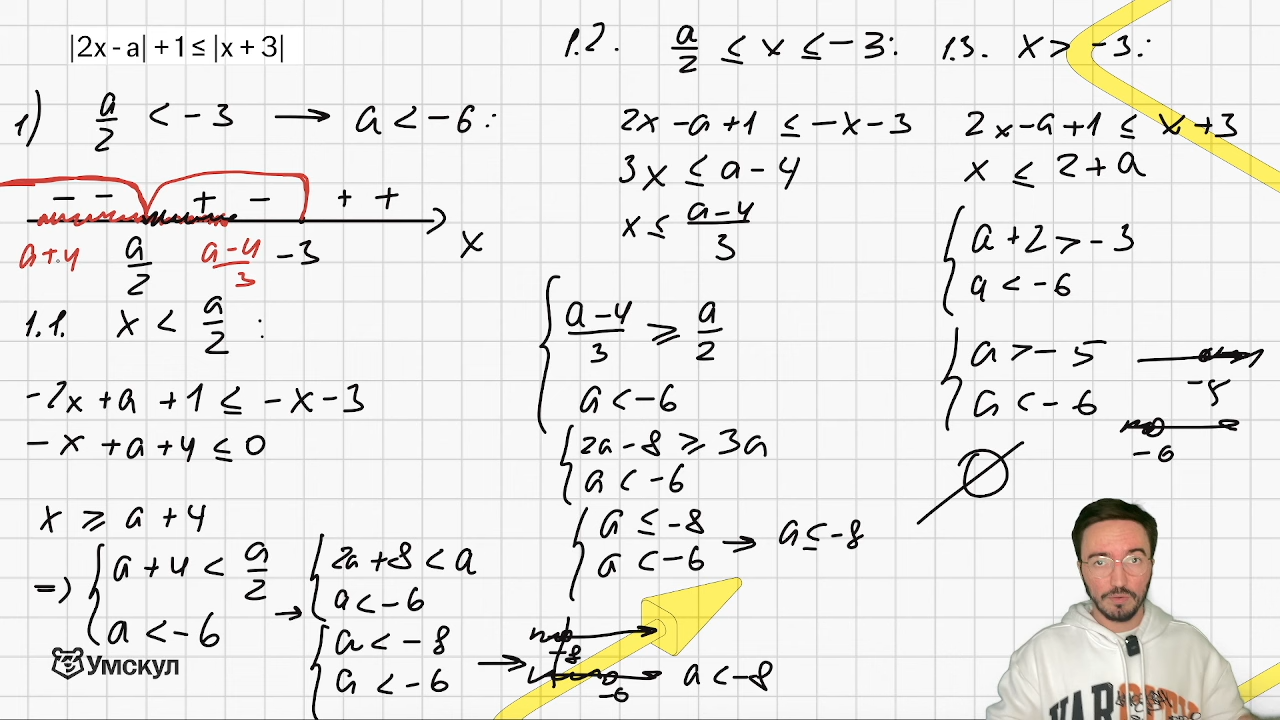 |2x - a| + 1 ≤ |x + 3|
1) a/2 < -3 → a < -6:
- - + - + +
a+4 a/2 (a-4)/3 -3 x
1.1. x < a/2 :
-2x + a + 1 ≤ -x - 3
-x + a + 4 ≤ 0
x ≥ a + 4
=> { a + 4 < a/2
a < -6
→ { 2a + 8 < a
a < -6
{ a < -8
a < -6
→ -8
-6
a < -8
1.2. a/2 ≤ x ≤ -3:
2x - a + 1 ≤ -x - 3
3x ≤ a - 4
x ≤ (a-4)/3
{ (a-4)/3 ≥ a/2
a < -6
{ 2a - 8 ≥ 3a
a < -6
{ a ≤ -8
a < -6
→ a ≤ -8
1.3. x > -3:
2x - a + 1 ≤ x + 3
x ≤ 2 + a
{ a + 2 > -3
a < -6
{ a > -5
a < -6
-5
-6
∅
Умскул